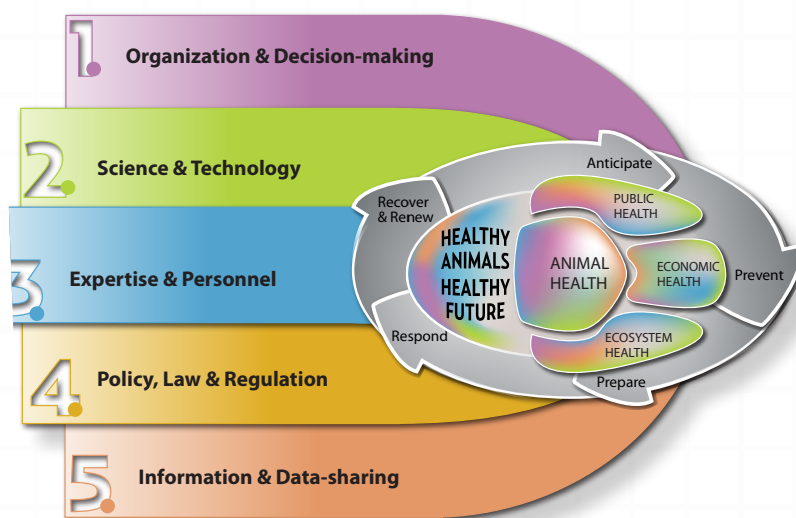 1
Organization & Decision-making
2
Science & Technology
3
Expertise & Personnel
4
Policy, Law & Regulation
5
Information & Data-sharing
Anticipate
Prevent
Prepare
Respond
Recover
& Renew
HEALTHY
ANIMALS
HEALTHY
FUTURE
ANIMAL
HEALTH
PUBLIC
HEALTH
ECONOMIC
HEALTH
ECOSYSTEM
HEALTH